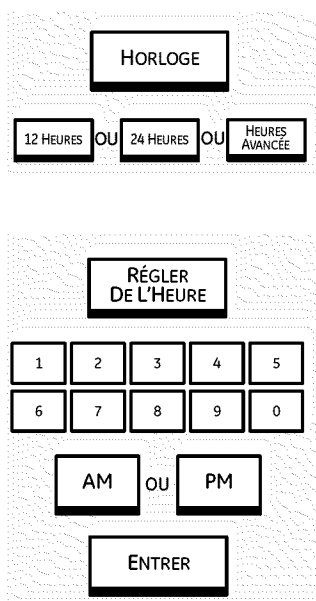 HORLOGE
12 HEURES OU 24 HEURES OU HEURES AVANCÉE
RÉGLER
DE L'HEURE
1 2 3 4 5
6 7 8 9 0
AM OU PM
ENTRER